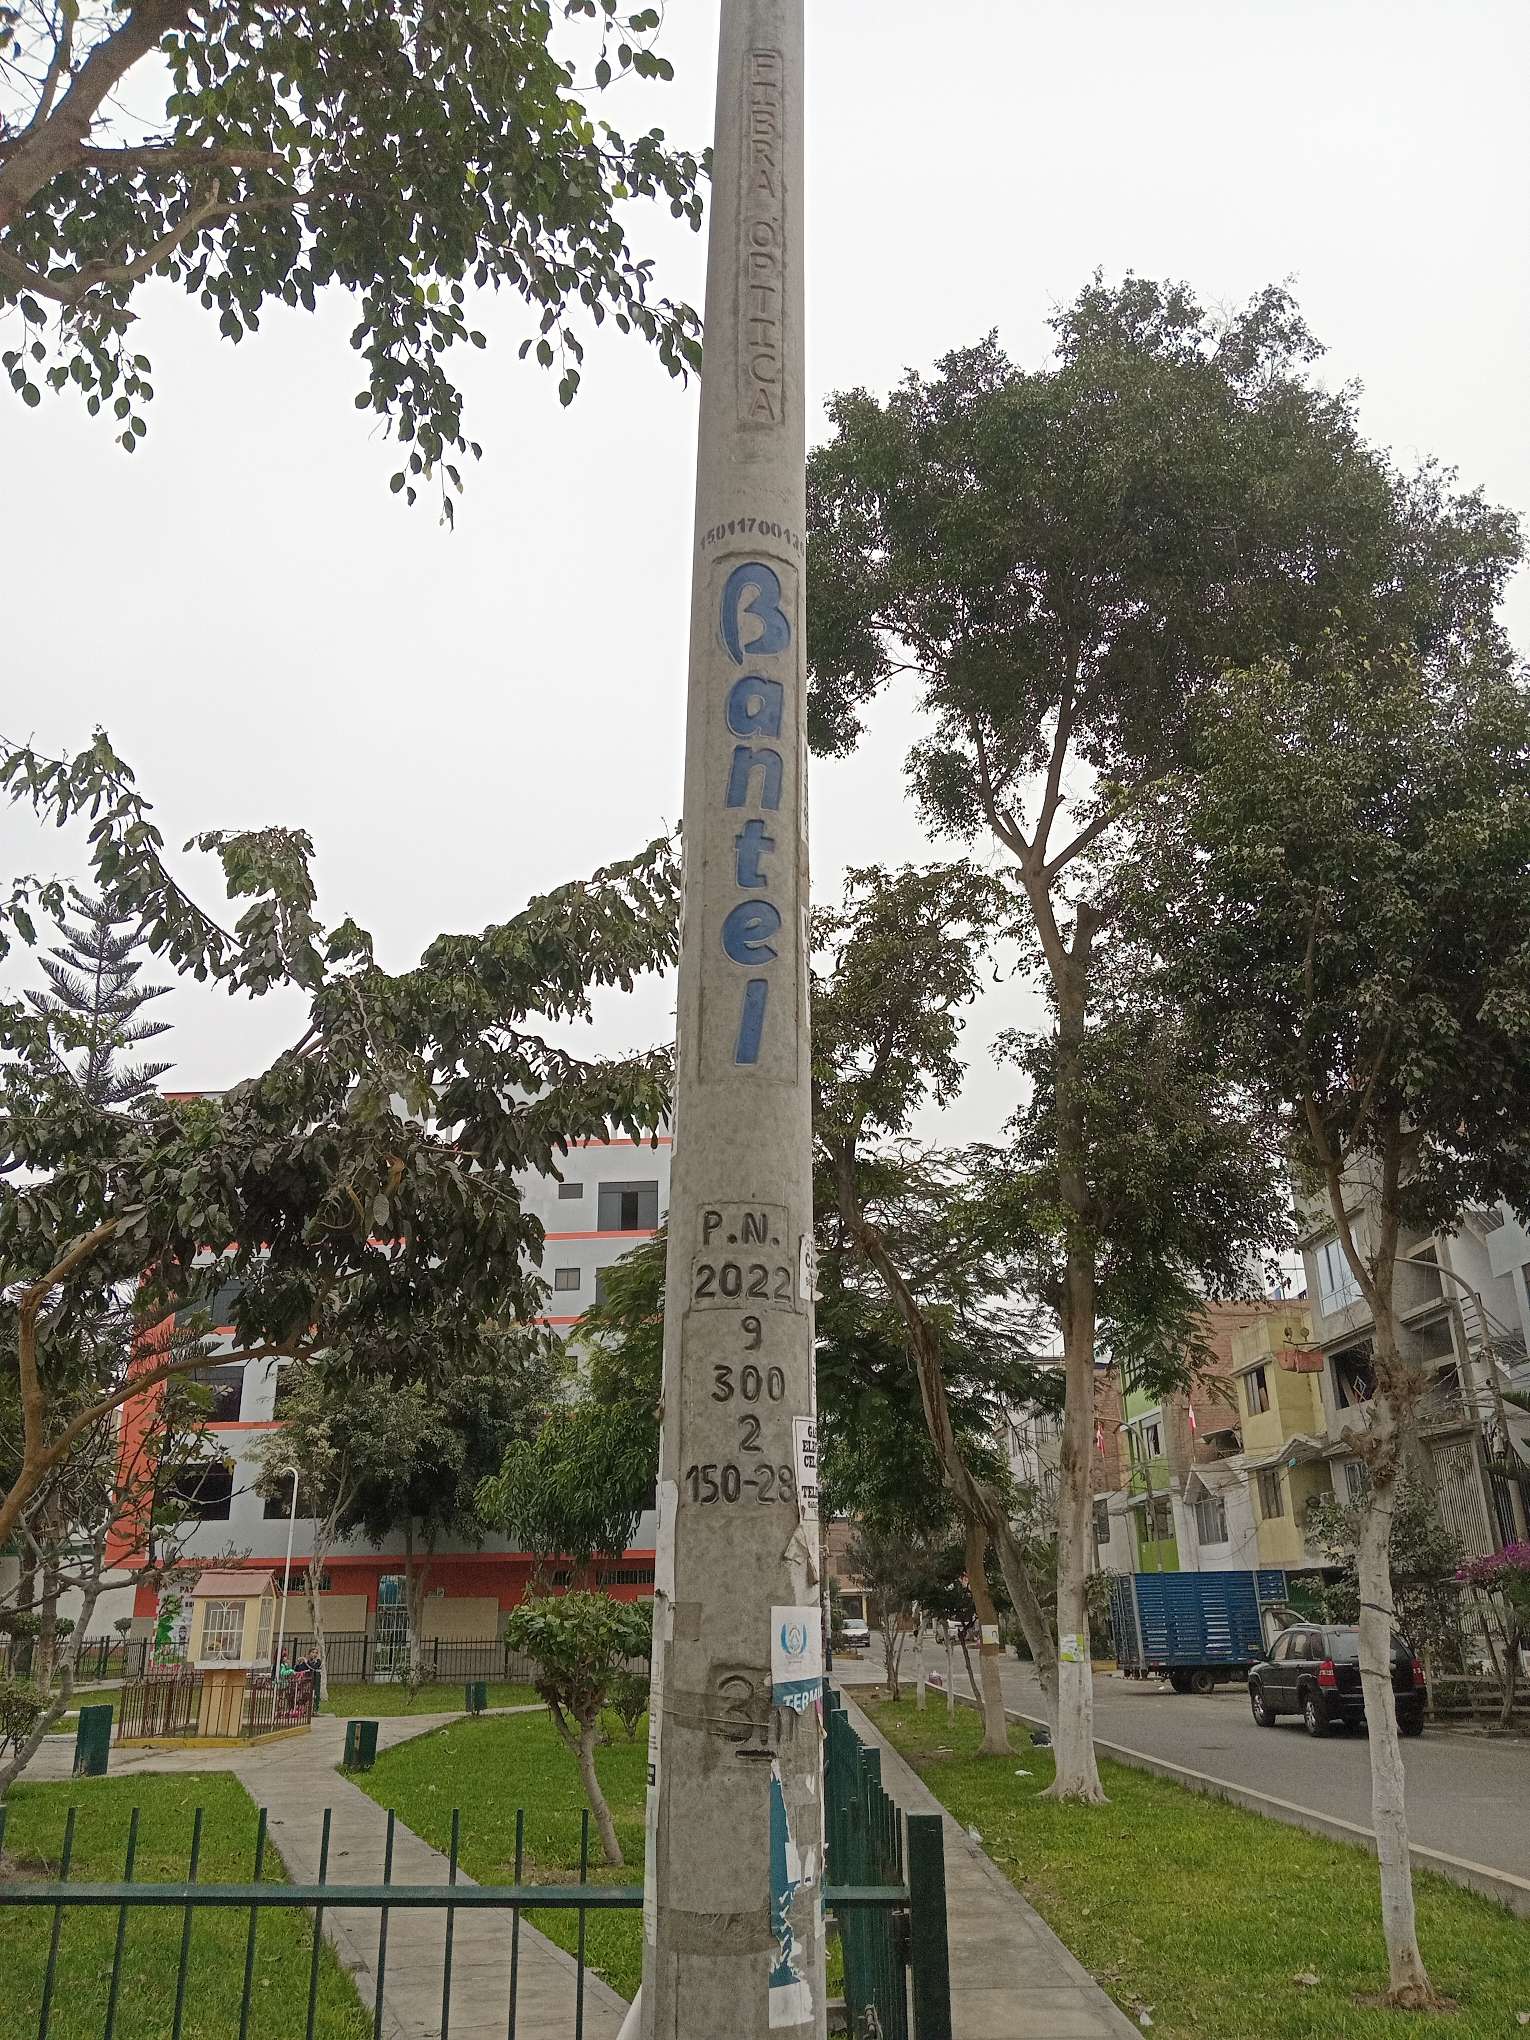 FIBRA OPTICA
Bantel
P.N.
2022
9
300
2
150-28